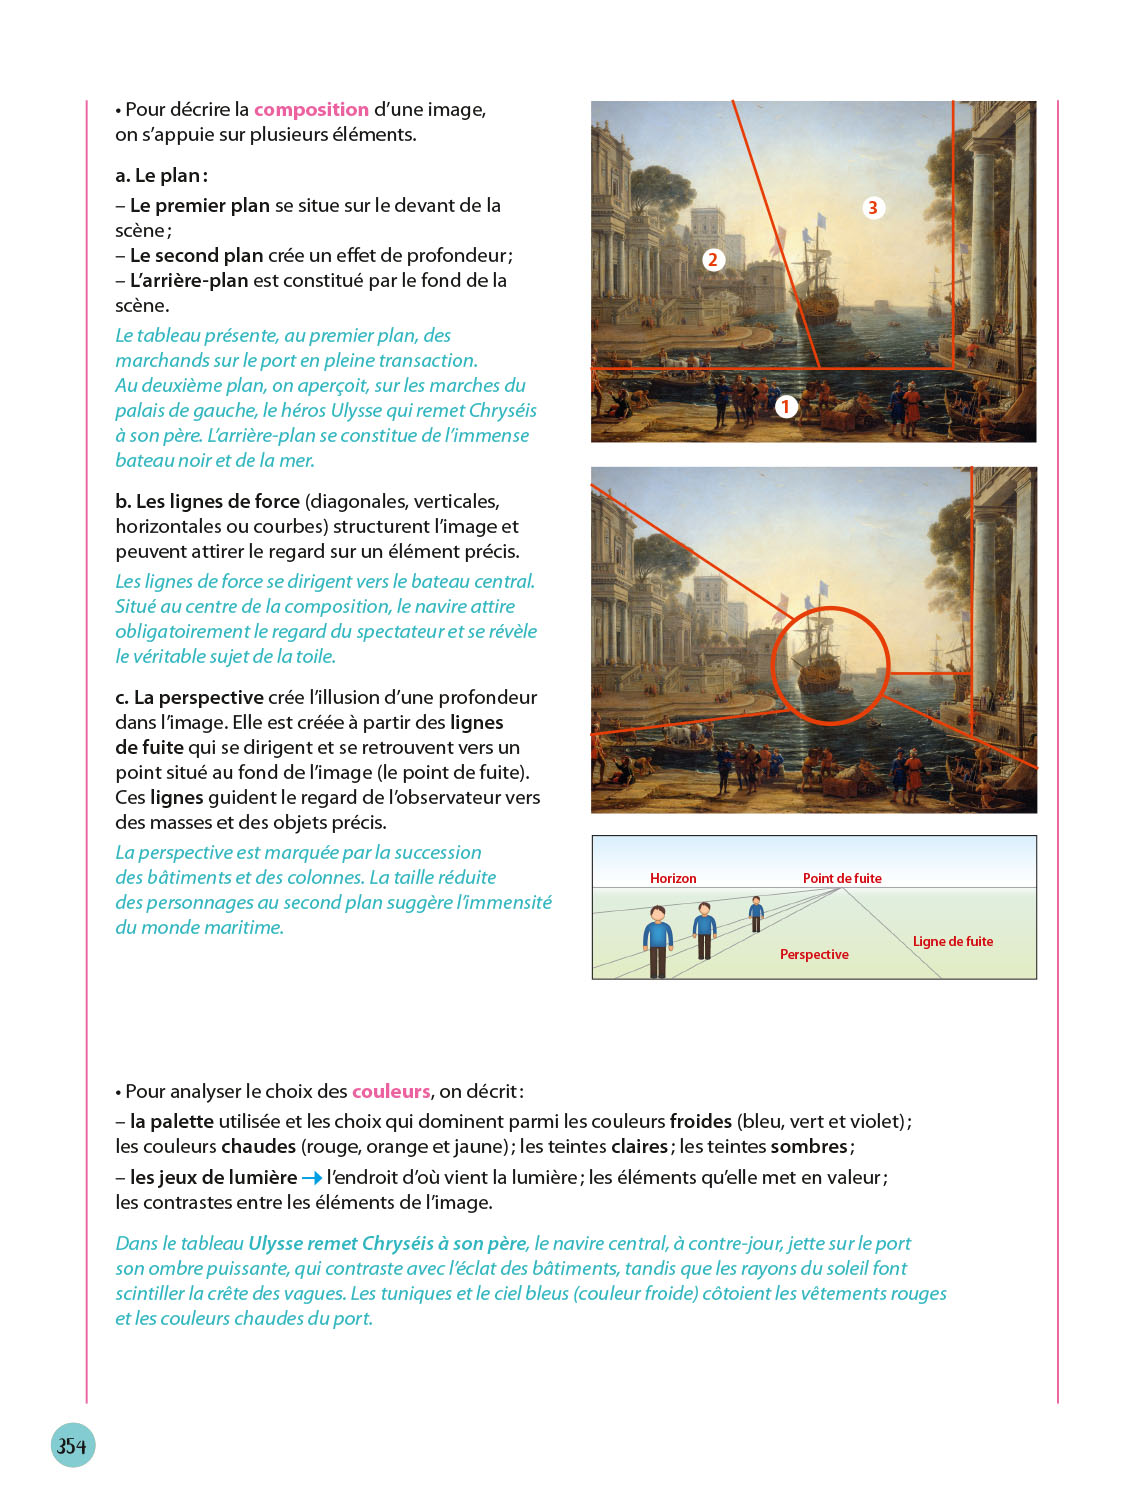 • Pour décrire la composition d’une image,
on s’appuie sur plusieurs éléments.
a. Le plan :
– Le premier plan se situe sur le devant de la
scène ;
– Le second plan crée un effet de profondeur ;
– L’arrière-plan est constitué par le fond de la
scène.
Le tableau présente, au premier plan, des
marchands sur le port en pleine transaction.
Au deuxième plan, on aperçoit, sur les marches du
palais de gauche, le héros Ulysse qui remet Chryséis
à son père. L’arrière-plan se constitue de l’immense
bateau noir et de la mer.
3
2
1
b. Les lignes de force (diagonales, verticales,
horizontales ou courbes) structurent l’image et
peuvent attirer le regard sur un élément précis.
Les lignes de force se dirigent vers le bateau central.
Situé au centre de la composition, le navire attire
obligatoirement le regard du spectateur et se révèle
le véritable sujet de la toile.
c. La perspective crée l’illusion d’une profondeur
dans l’image. Elle est créée à partir des lignes
de fuite qui se dirigent et se retrouvent vers un
point situé au fond de l’image (le point de fuite).
Ces lignes guident le regard de l’observateur vers
des masses et des objets précis.
La perspective est marquée par la succession
des bâtiments et des colonnes. La taille réduite
des personnages au second plan suggère l’immensité
du monde maritime.
Horizon
Point de fuite
Ligne de fuite
Perspective
• Pour analyser le choix des couleurs, on décrit :
– la palette utilisée et les choix qui dominent parmi les couleurs froides (bleu, vert et violet) ;
les couleurs chaudes (rouge, orange et jaune) ; les teintes claires ; les teintes sombres ;
– les jeux de lumière → l’endroit d’où vient la lumière ; les éléments qu’elle met en valeur ;
les contrastes entre les éléments de l’image.
Dans le tableau Ulysse remet Chryséis à son père, le navire central, à contre-jour, jette sur le port
son ombre puissante, qui contraste avec l’éclat des bâtiments, tandis que les rayons du soleil font
scintiller la crête des vagues. Les tuniques et le ciel bleus (couleur froide) côtoient les vêtements rouges
et les couleurs chaudes du port.
354